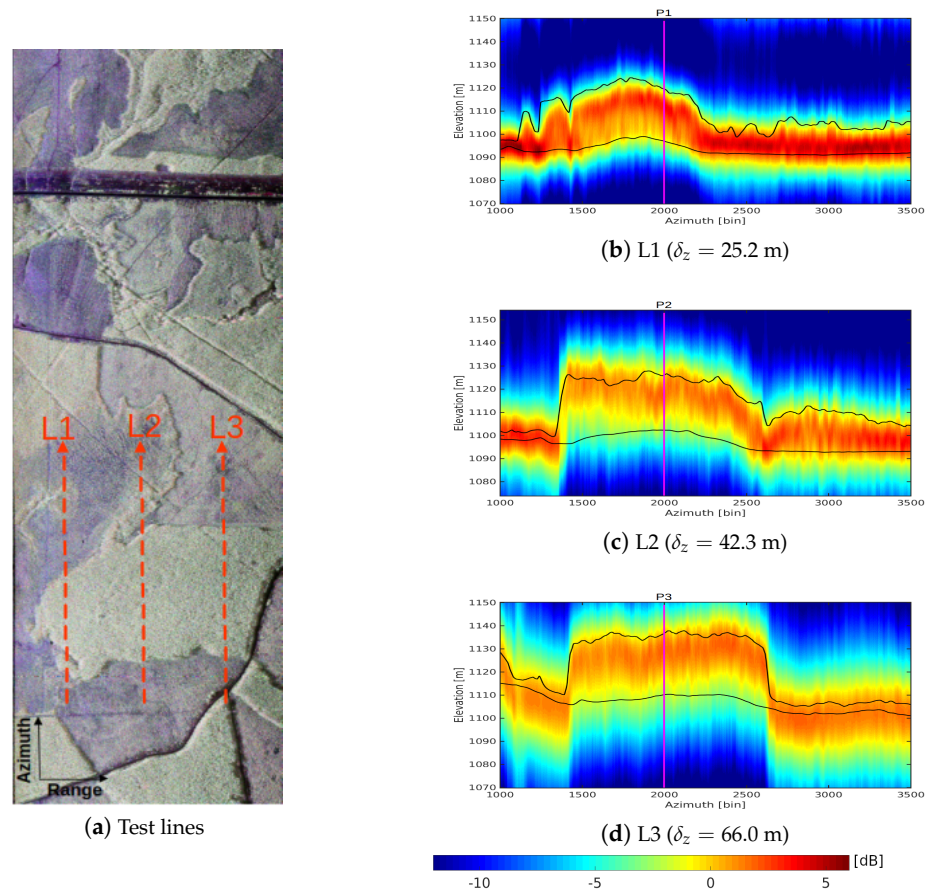 L1 L2 L3
Azimuth
Range
(a) Test lines
P1
Elevation [m]
1150
1140
1130
1120
1110
1100
1090
1080
1070
1000 1500 2000 2500 3000 3500
Azimuth [bin]
(b) L1 (δz = 25.2 m)
P2
Elevation [m]
1150
1140
1130
1120
1110
1100
1090
1080
1000 1500 2000 2500 3000 3500
Azimuth [bin]
(c) L2 (δz = 42.3 m)
P3
Elevation [m]
1150
1140
1130
1120
1110
1100
1090
1080
1070
1000 1500 2000 2500 3000 3500
Azimuth [bin]
(d) L3 (δz = 66.0 m)
[dB]
-10 -5 0 5